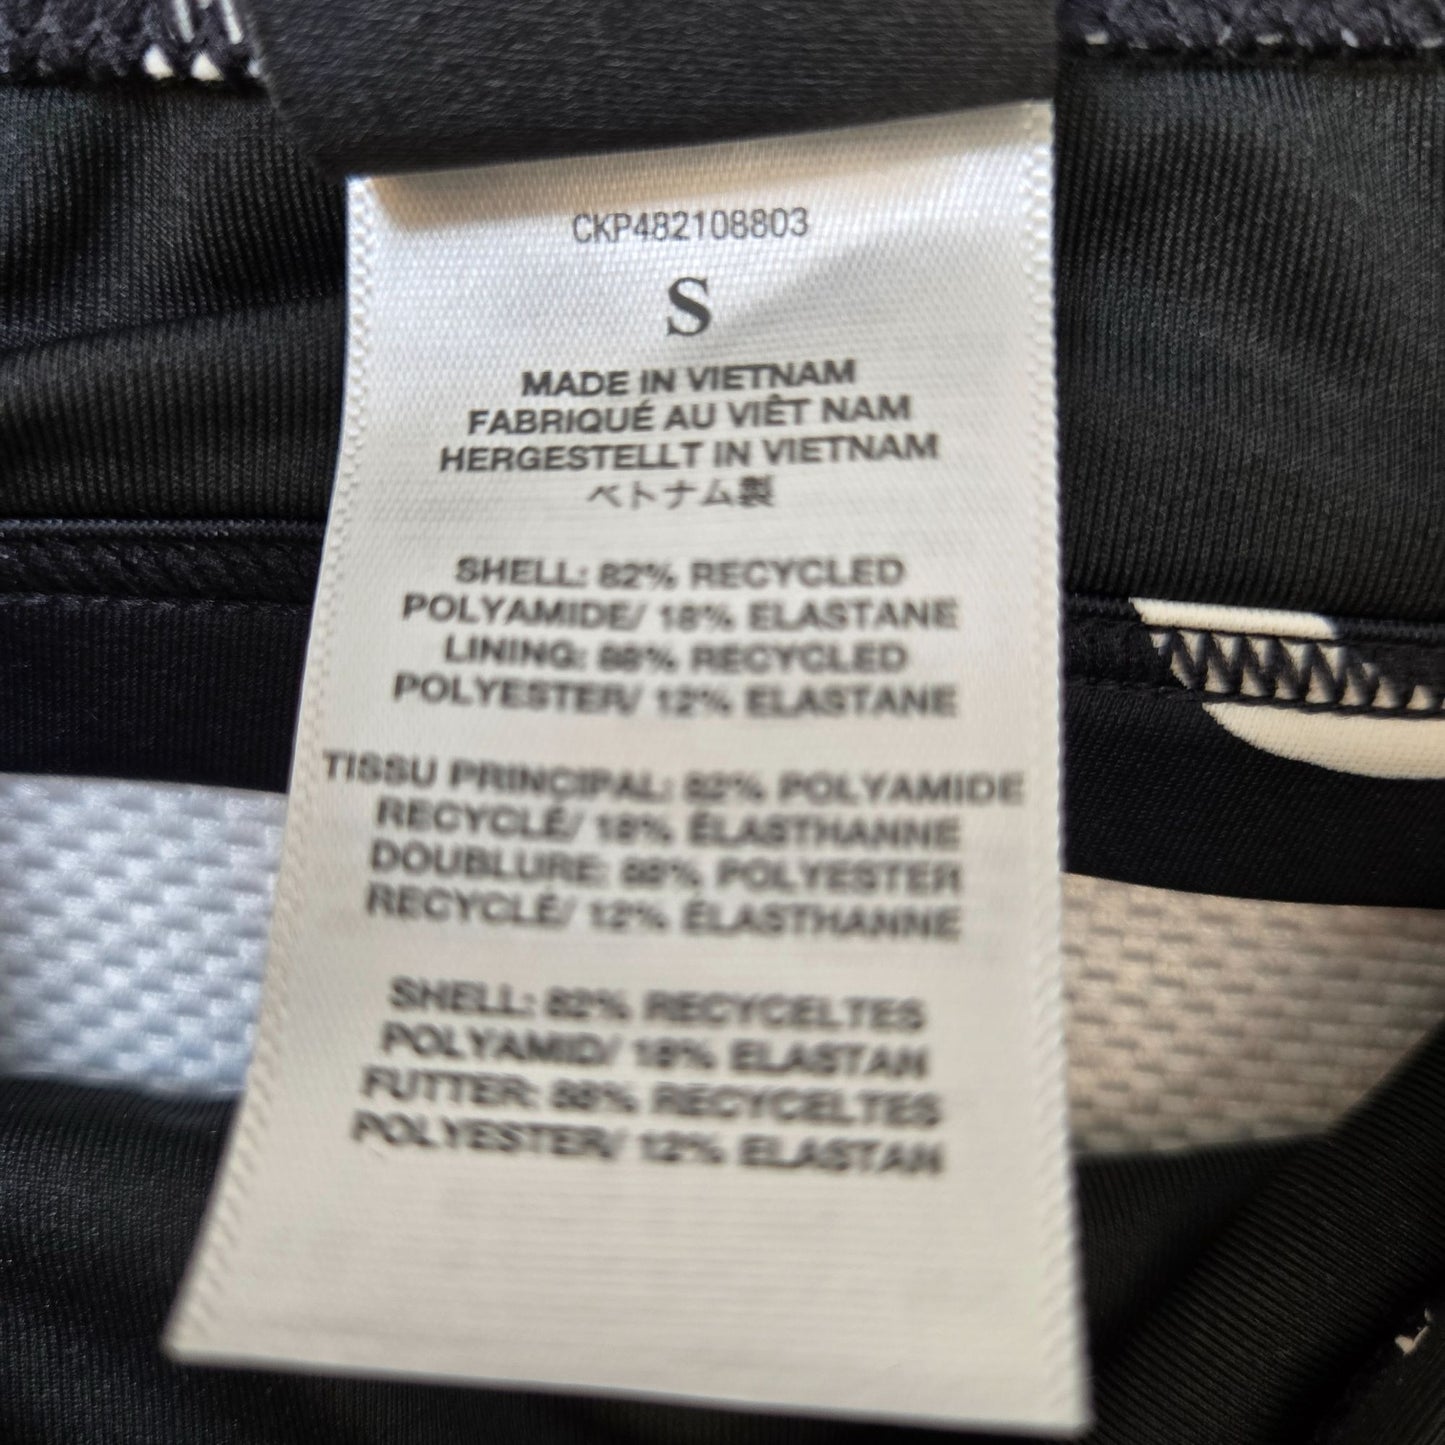 CKP482108803
S
MADE IN VIETNAM
FABRIQUÉ AU VIÊT NAM
HERGESTELLT IN VIETNAM
ベトナム製
SHELL: 82% RECYCLED
POLYAMIDE/ 18% ELASTANE
LINING: 88% RECYCLED
POLYESTER/ 12% ELASTANE
TISSU PRINCIPAL: 82% POLYAMIDE
RECYCLÉ/ 18% ÉLASTHANNE
DOUBLURE: 88% POLYESTER
RECYCLÉ/ 12% ÉLASTHANNE
SHELL: 82% RECYCELTES
POLYAMID/ 18% ELASTAN
FUTTER: 88% RECYCELTES
POLYESTER/ 12% ELASTAN